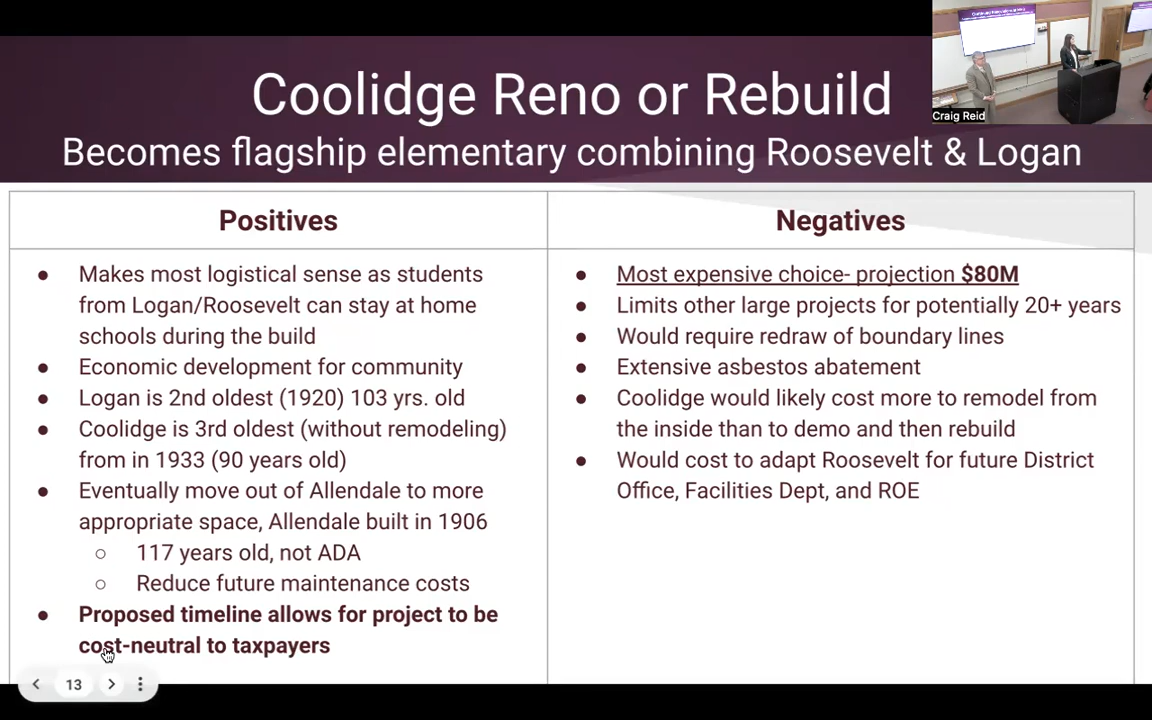 Coolidge Reno or Rebuild
Becomes flagship elementary combining Roosevelt & Logan
Craig Reid
Positives
● Makes most logistical sense as students
from Logan/Roosevelt can stay at home
schools during the build
● Economic development for community
● Logan is 2nd oldest (1920) 103 yrs. old
● Coolidge is 3rd oldest (without remodeling)
from in 1933 (90 years old)
● Eventually move out of Allendale to more
appropriate space, Allendale built in 1906
○ 117 years old, not ADA
○ Reduce future maintenance costs
● Proposed timeline allows for project to be
cost-neutral to taxpayers
Negatives
● Most expensive choice- projection $80M
● Limits other large projects for potentially 20+ years
● Would require redraw of boundary lines
● Extensive asbestos abatement
● Coolidge would likely cost more to remodel from
the inside than to demo and then rebuild
● Would cost to adapt Roosevelt for future District
Office, Facilities Dept, and ROE
13